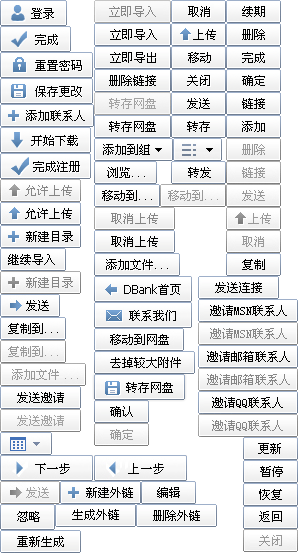 登录
立即导入 取消 续期
完成
立即导入 上传 删除
重置密码
立即导出 移动 完成
保存更改
删除链接 关闭 确定
转存网盘 发送 链接
添加联系人
转存网盘 转存 添加
开始下载
添加到组 删除
完成注册
浏览... 转发 链接
允许上传
移动到... 移动到... 发送
允许上传
取消上传 上传
新建目录
取消上传 取消
继续导入
添加文件... 复制
新建目录
DBank首页 发送连接
发送
联系我们 邀请MSN联系人
复制到...
移动到网盘 邀请MSN联系人
复制到...
去掉较大附件 邀请邮箱联系人
添加文件 ...
转存网盘 邀请邮箱联系人
发送邀请
确认 邀请QQ联系人
发送邀请
确定 邀请QQ联系人
更新
下一步 上一步 暂停
发送 新建外链 编辑 恢复
忽略 生成外链 删除外链 返回
重新生成 关闭